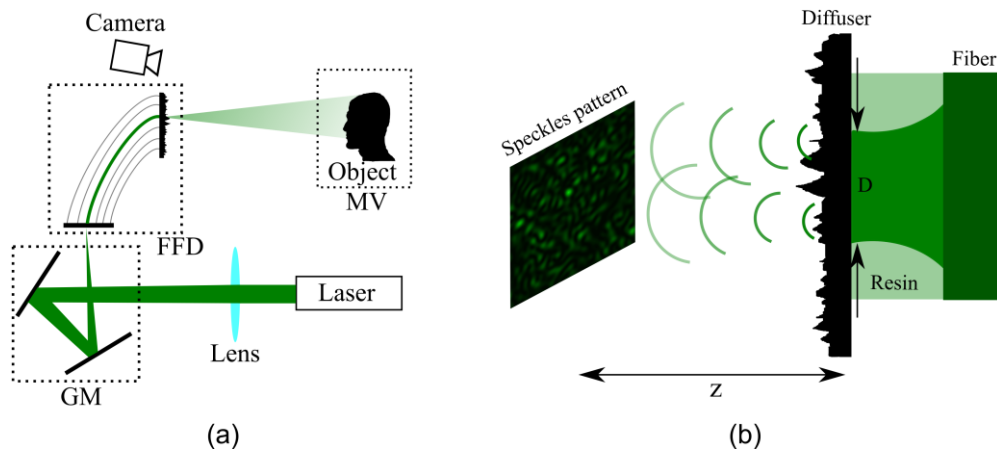 Camera
Object
MV
FFD
Laser
Lens
GM
(a)
Diffuser
Fiber
Speckles pattern
D
Resin
z
(b)